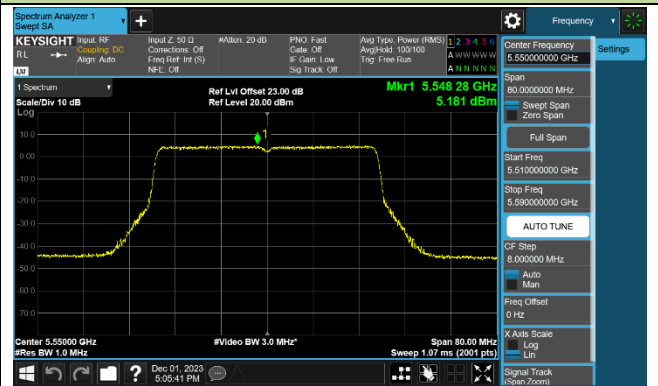 Spectrum Analyzer 1
Swept SA
Frequency
KEYSIGHT
RL
LXI
Input: RF
Coupling: DC
Align: Auto
Input Z: 50 Ω
Corrections: Off
Freq Ref: Int (S)
NFE: Off
#Atten: 20 dB
PNO: Fast
Gate: Off
IF Gain: Low
Sig Track: Off
Avg Type: Power (RMS)
Avg|Hold: 100/100
Trig: Free Run
1 2 3 4 5 6
A W W W W W
A N N N N N
1 Spectrum
Scale/Div 10 dB
Log
Ref Lvl Offset 23.00 dB
Ref Level 20.00 dBm
Mkr1 5.548 28 GHz
5.181 dBm
1
10.0
0.00
-10.0
-20.0
-30.0
-40.0
-50.0
-60.0
-70.0
Center 5.55000 GHz
#Res BW 1.0 MHz
#Video BW 3.0 MHz*
Span 80.00 MHz
Sweep 1.07 ms (2001 pts)
Dec 01, 2023
5:05:41 PM
Center Frequency
5.550000000 GHz
Settings
Span
80.0000000 MHz
Swept Span
Zero Span
Full Span
Start Freq
5.510000000 GHz
Stop Freq
5.590000000 GHz
AUTO TUNE
CF Step
8.000000 MHz
Auto
Man
Freq Offset
0 Hz
X Axis Scale
Log
Lin
Signal Track
(Span Zoom)